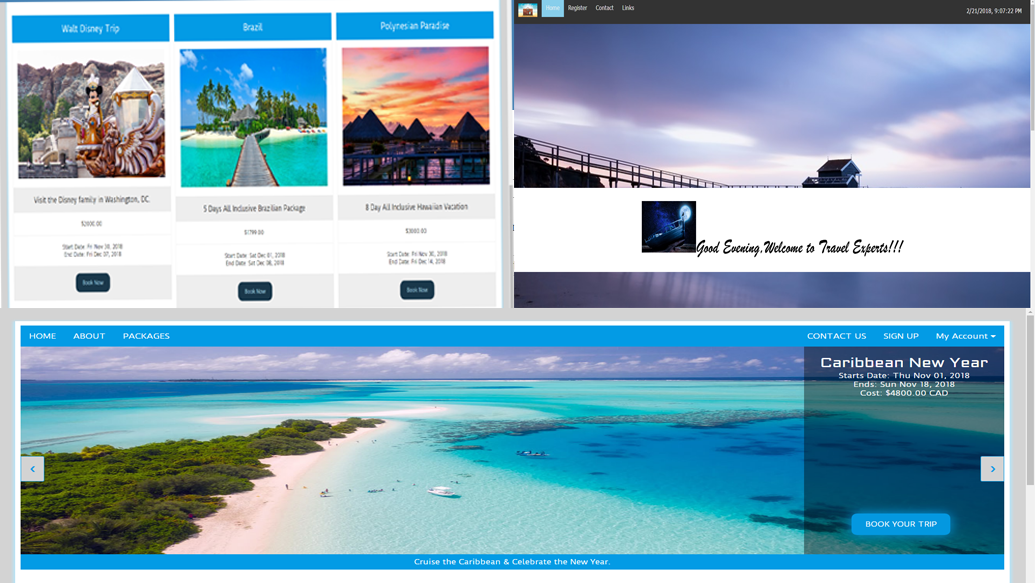 Walt Disney Trip
Visit the Disney family in Washington, DC.
$2000.00
Start Date: Fri Nov 30, 2018
End Date: Fri Dec 07, 2018
Book Now
Brazil
5 Days All Inclusive Brazilian Package
$1799.00
Start Date: Sat Dec 01, 2018
End Date: Sat Dec 08, 2018
Book Now
Polynesian Paradise
8 Day All Inclusive Hawaiian Vacation
$3000.00
Start Date: Fri Nov 30, 2018
End Date: Fri Dec 14, 2018
Book Now
Home Register Contact Links
2/21/2018, 9:07:22 PM
Good Evening,Welcome to Travel Experts!!!
HOME ABOUT PACKAGES CONTACT US SIGN UP My Account
Caribbean New Year
Starts Date: Thu Nov 01, 2018
Ends: Sun Nov 18, 2018
Cost: $4800.00 CAD
BOOK YOUR TRIP
Cruise the Caribbean & Celebrate the New Year.